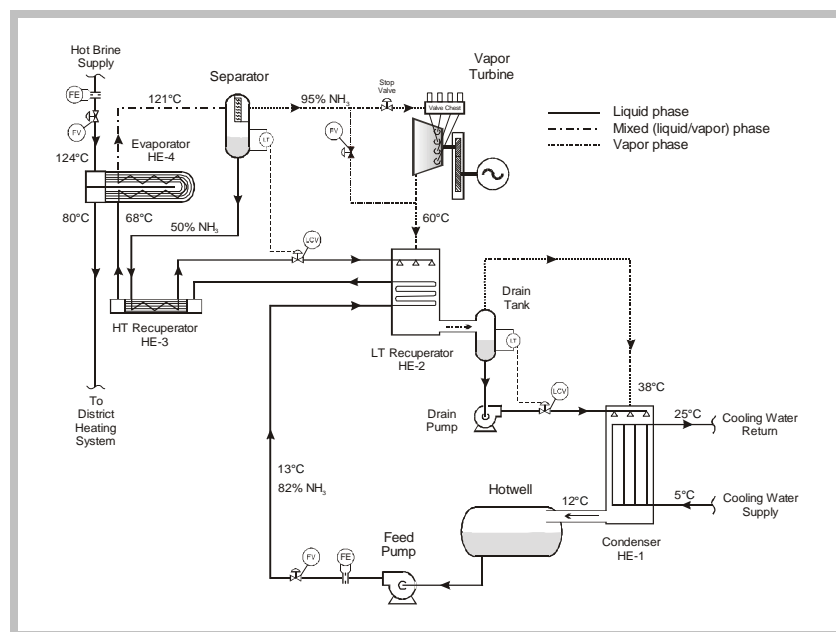 Hot Brine
Supply
FE
FV
124°C
80°C
121°C
Evaporator
HE-4
68°C
Separator
LT
50% NH₃
95% NH₃
Stop
Valve
Valve Chest
Vapor
Turbine
Liquid phase
Mixed (liquid/vapor) phase
Vapor phase
60°C
LCV
HT Recuperator
HE-3
To
District
Heating
System
LT Recuperator
HE-2
Drain
Tank
LT
Drain
Pump
LCV
38°C
25°C
Cooling Water
Return
5°C
Cooling Water
Supply
Condenser
HE-1
12°C
Hotwell
13°C
82% NH₃
Feed
Pump
FV
FE